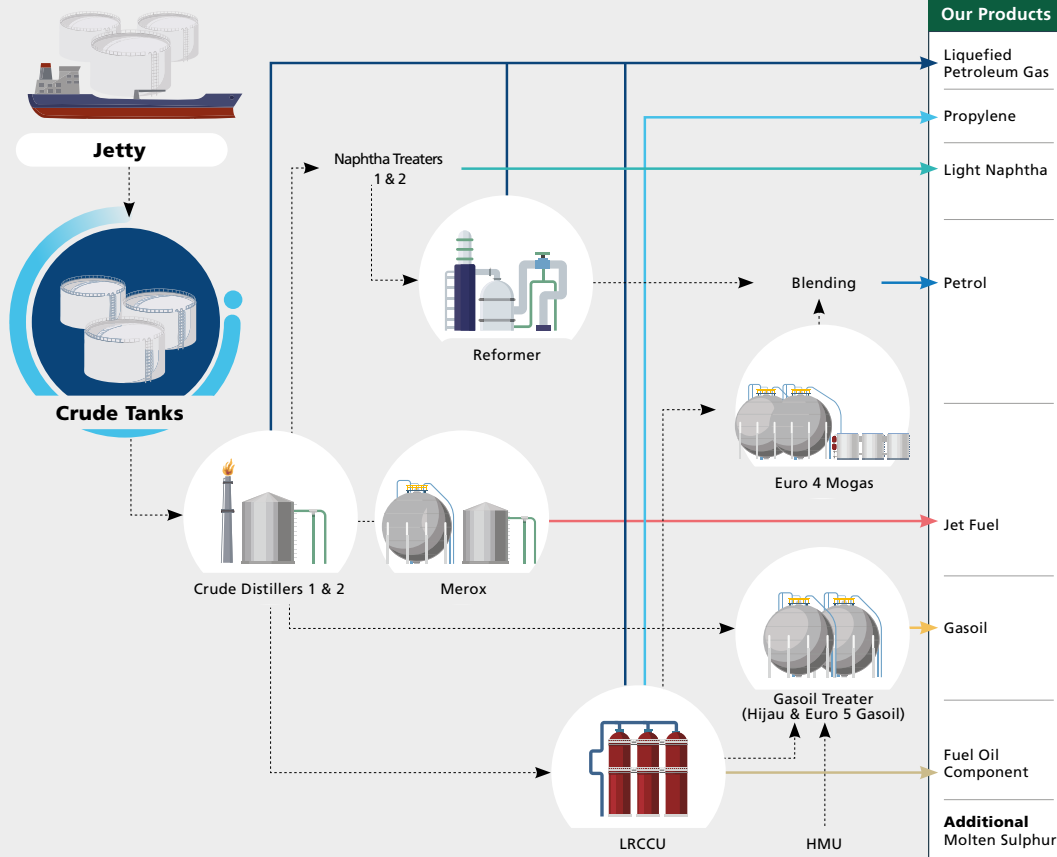 Our Products
Liquefied
Petroleum Gas
Propylene
Jetty
Naphtha Treaters
1 & 2
Light Naphtha
Blending
Petrol
Reformer
Crude Tanks
Euro 4 Mogas
Jet Fuel
Crude Distillers 1 & 2
Merox
Gasoil
Gasoil Treater
(Hijau & Euro 5 Gasoil)
Fuel Oil
Component
LRCCU
HMU
Additional
Molten Sulphur